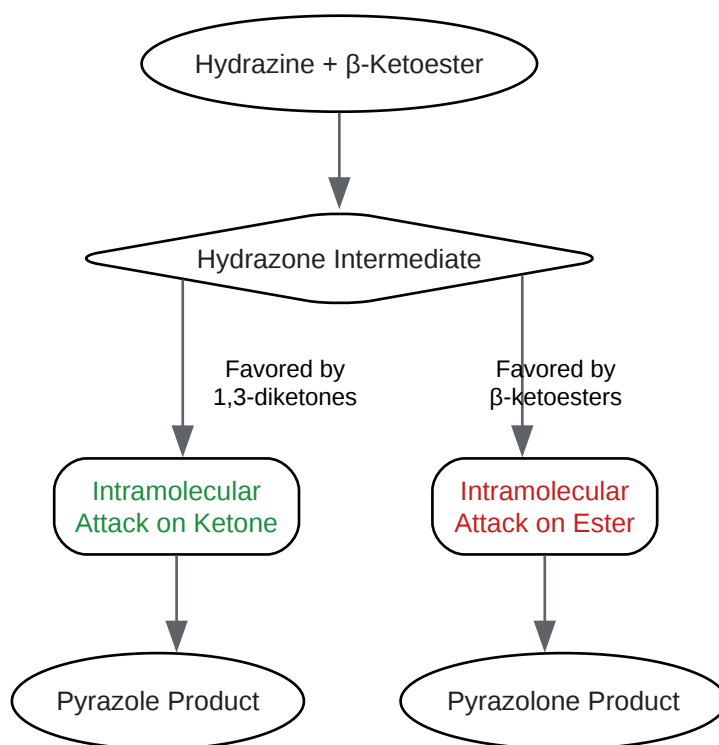 Hydrazine + β-Ketoester
Hydrazone Intermediate
Favored by
1,3-diketones
Favored by
β-ketoesters
Intramolecular
Attack on Ketone
Intramolecular
Attack on Ester
Pyrazole Product
Pyrazolone Product